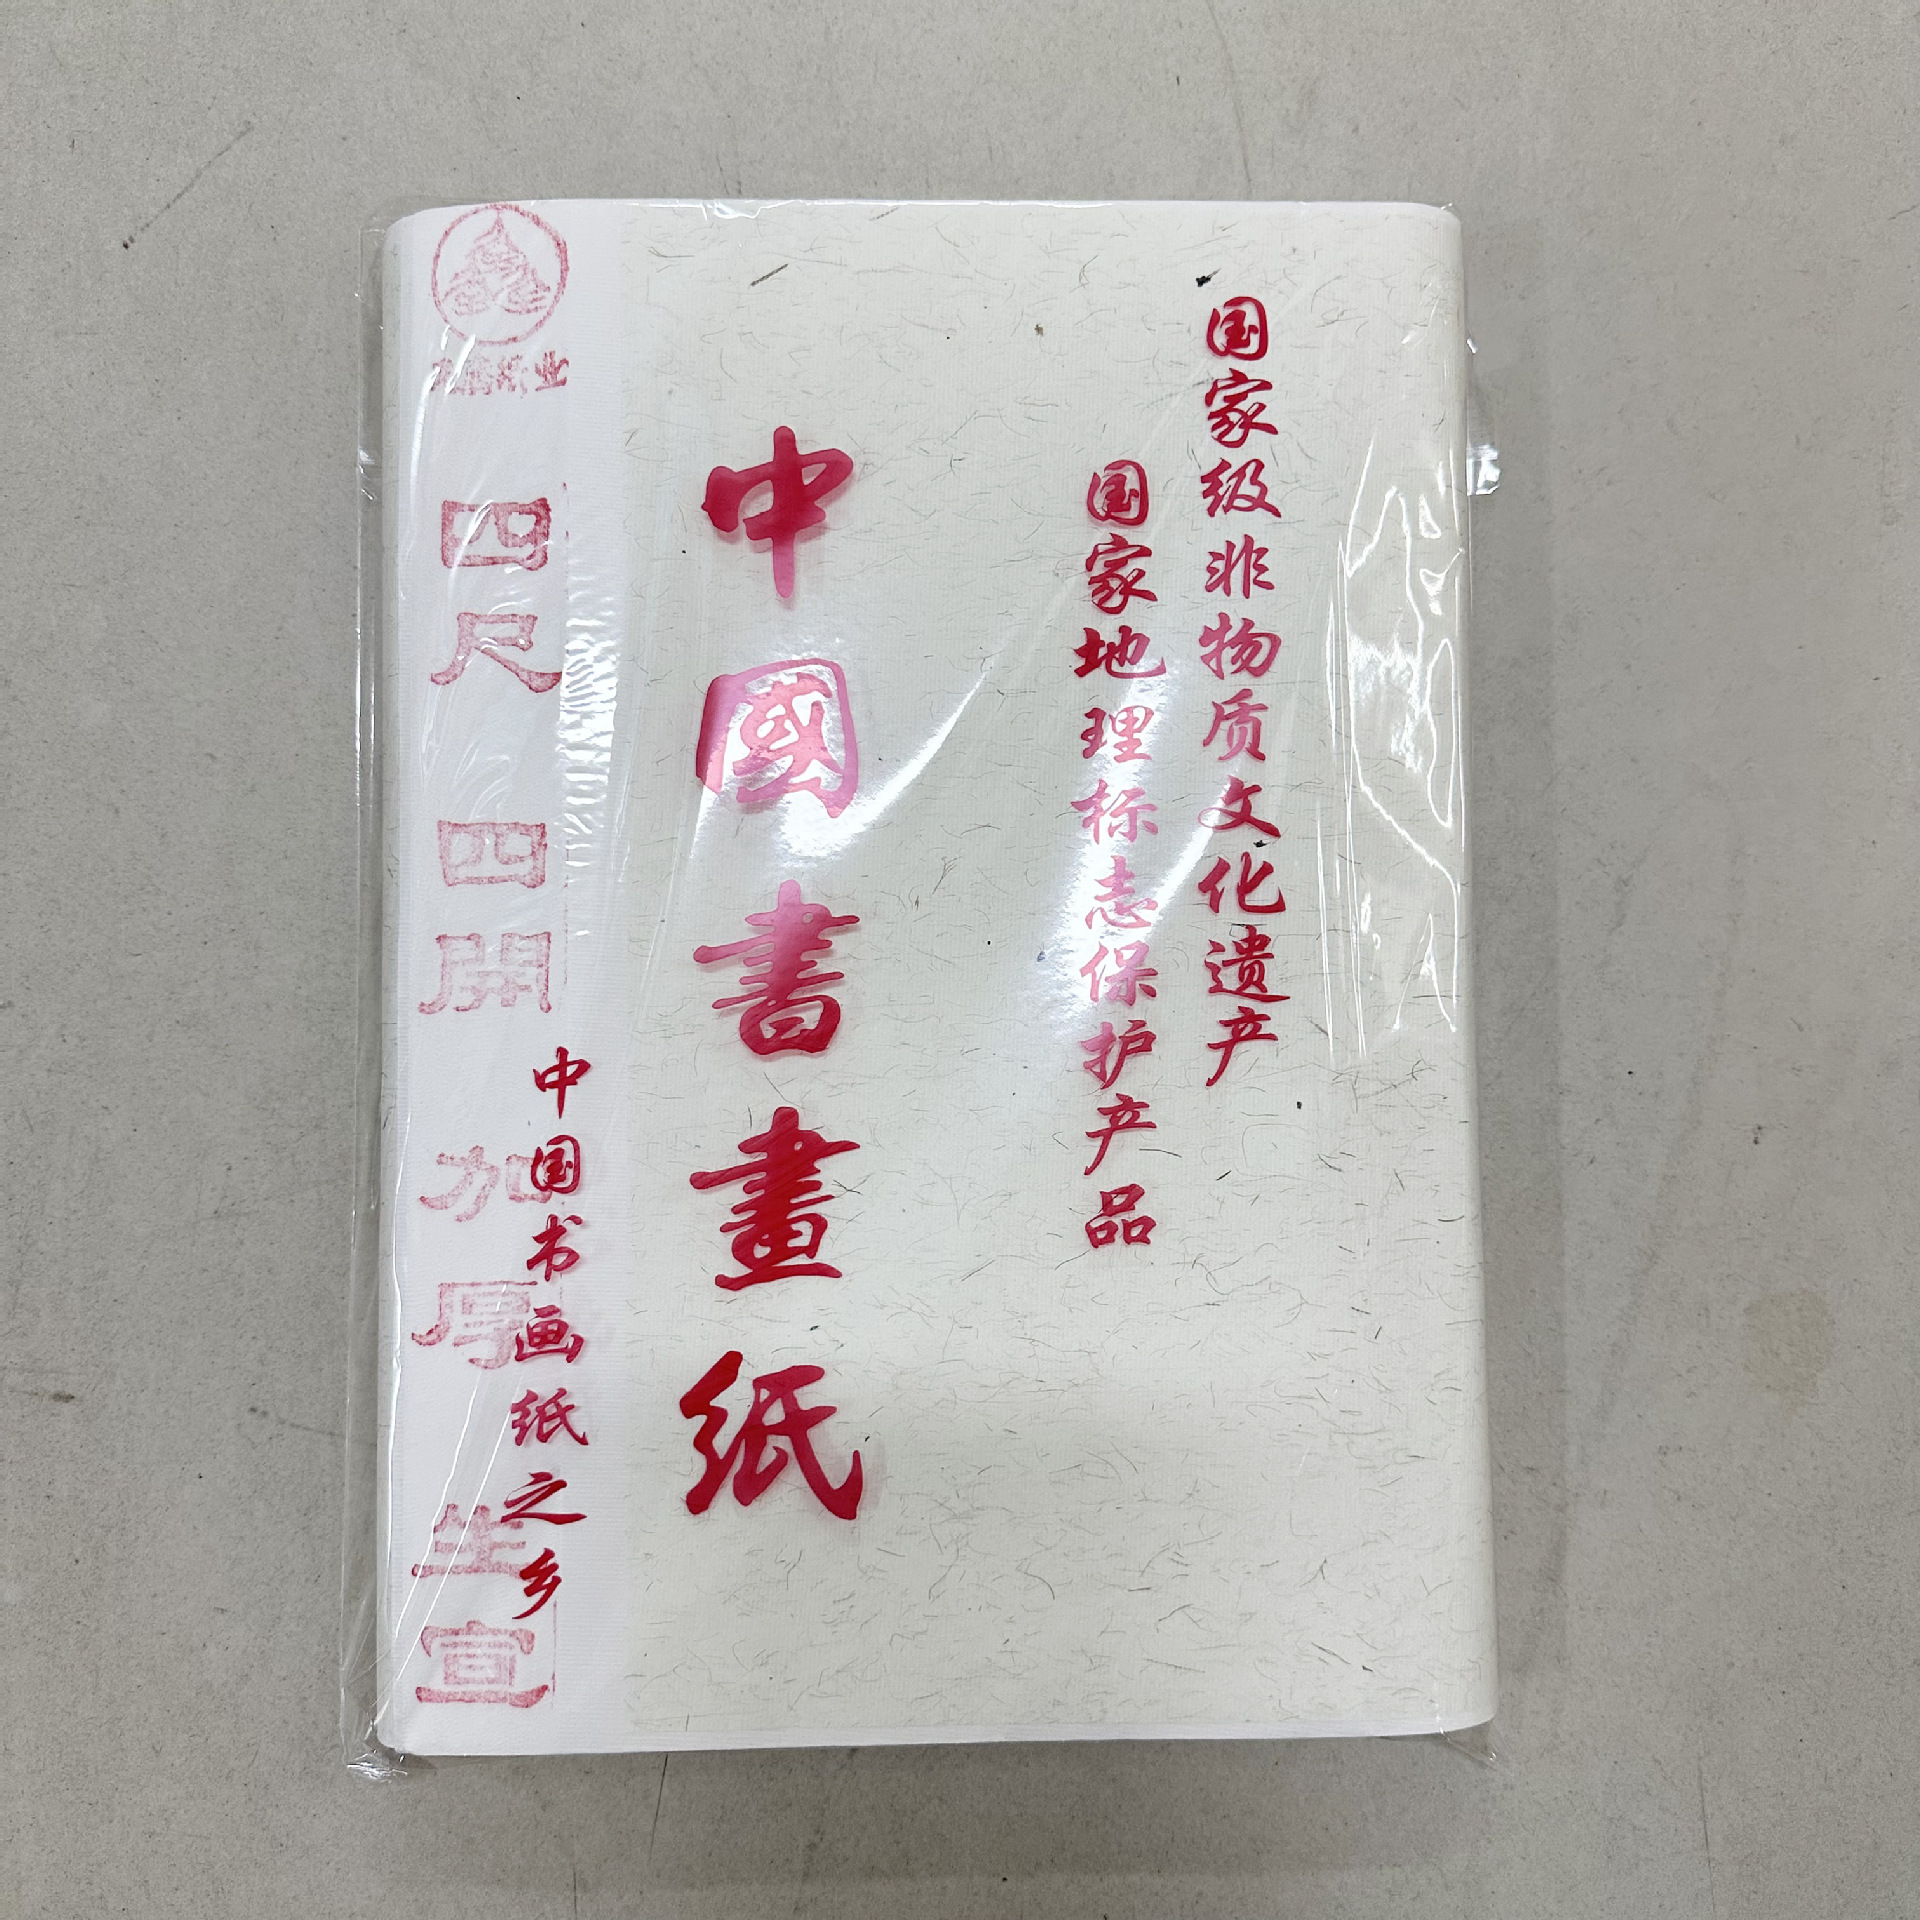 国家级非物质文化遗产
国家地理标志保护产品
中國書畫紙
中国书画纸之乡
四尺四開加厚生宣